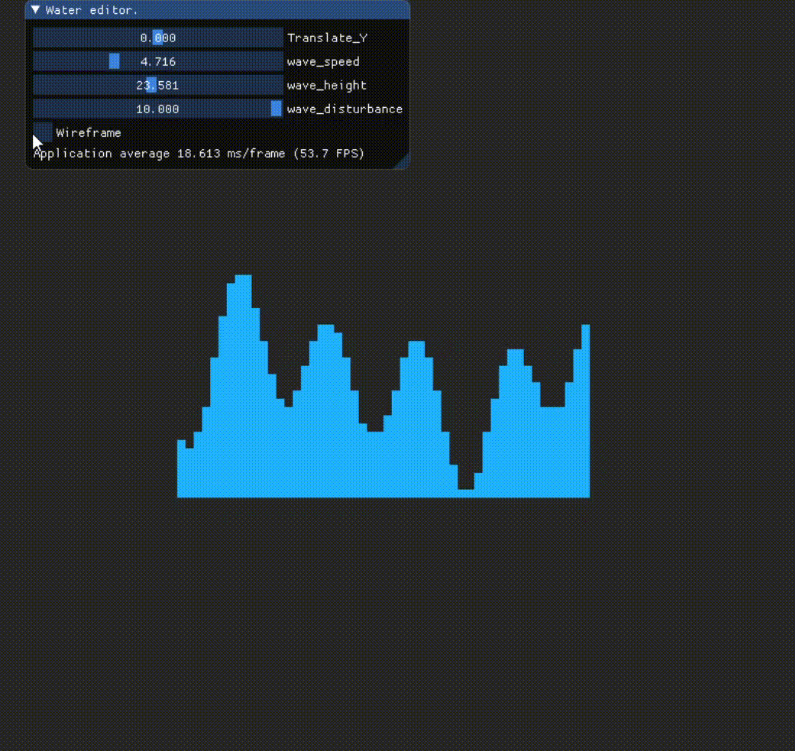 Water editor.
0.000 Translate_Y
4.716 wave_speed
23.581 wave_height
10.000 wave_disturbance
Wireframe
Application average 18.613 ms/frame (53.7 FPS)